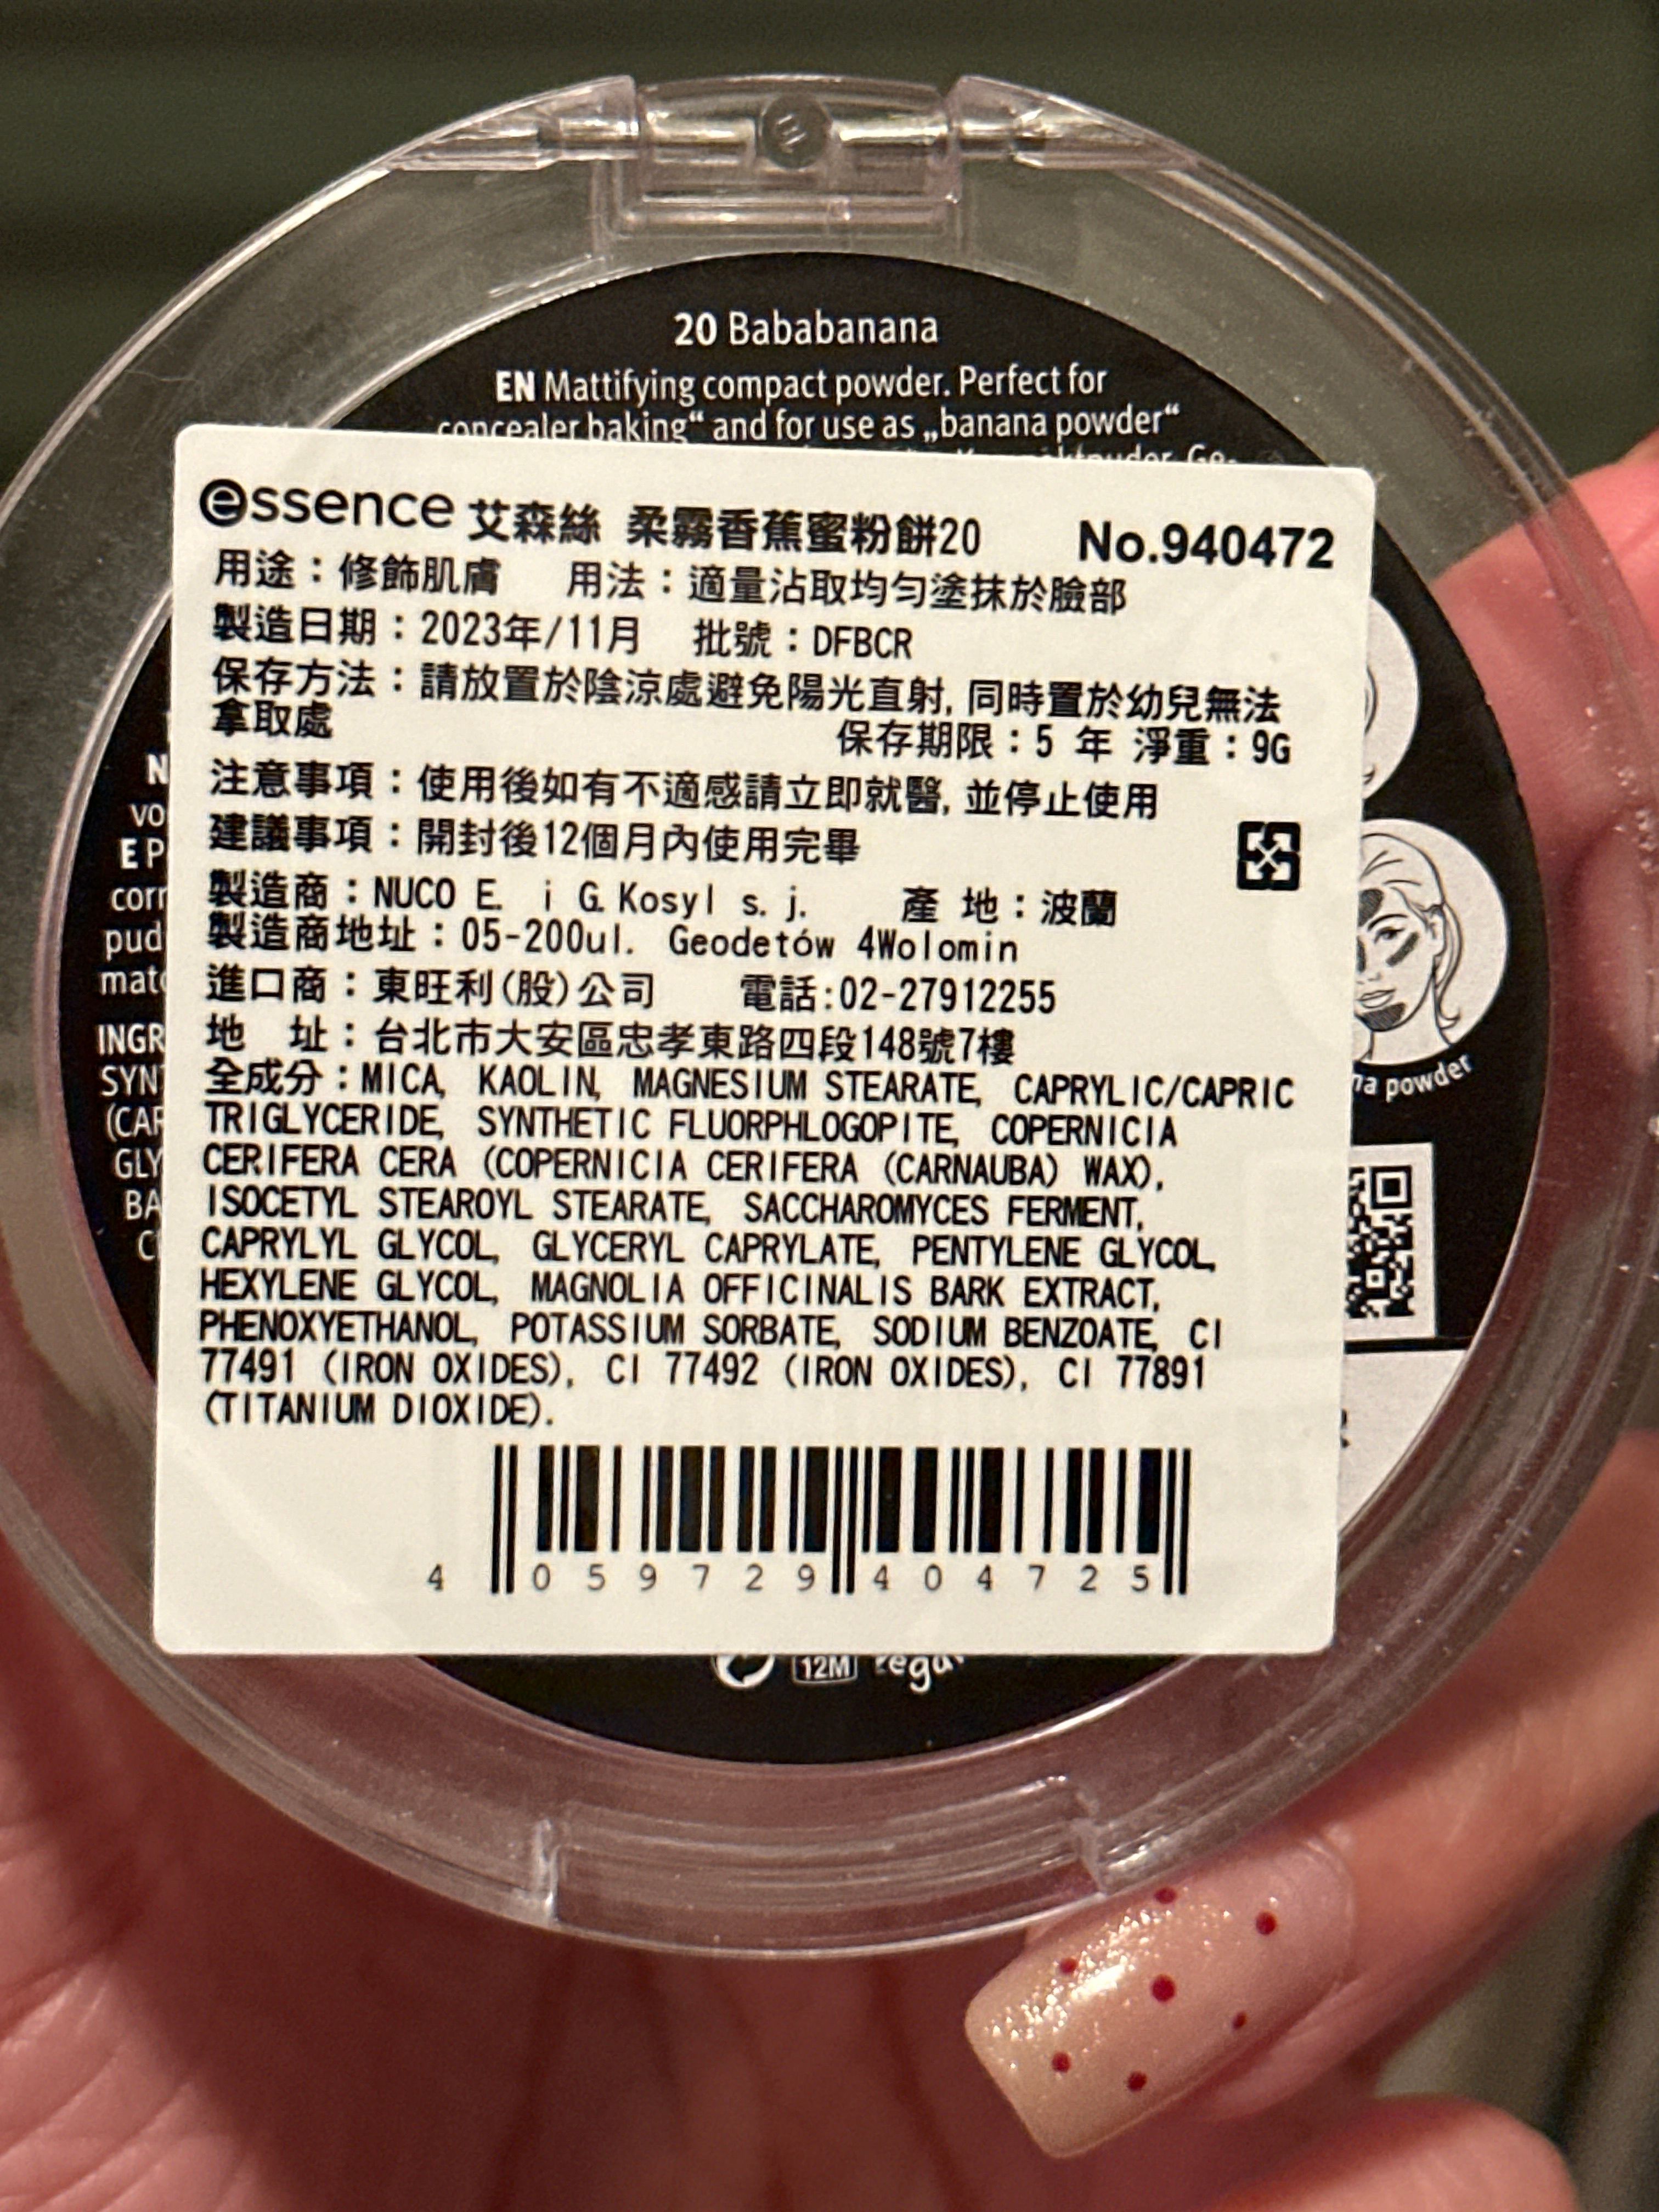 20 Bababanana
EN Mattifying compact powder. Perfect for
concealer baking“ and for use as „banana powder“
essence 艾森絲 柔霧香蕉蜜粉餅20 No.940472
用途：修飾肌膚 用法：適量沾取均勻塗抹於臉部
製造日期：2023年/11月 批號：DFBCR
保存方法：請放置於陰涼處避免陽光直射, 同時置於幼兒無法
拿取處 保存期限：5 年 淨重：9G
注意事項：使用後如有不適感請立即就醫, 並停止使用
建議事項：開封後12個月內使用完畢
製造商：NUCO E. i G.Kosyl s.j. 產 地：波蘭
製造商地址：05-200ul. Geodetów 4Wolomin
進口商：東旺利(股)公司 電話:02-27912255
地 址：台北市大安區忠孝東路四段148號7樓
全成分：MICA, KAOLIN, MAGNESIUM STEARATE, CAPRYLIC/CAPRIC
TRIGLYCERIDE, SYNTHETIC FLUORPHLOGOPITE, COPERNICIA
CERIFERA CERA (COPERNICIA CERIFERA (CARNAUBA) WAX),
ISOCETYL STEAROYL STEARATE, SACCHAROMYCES FERMENT,
CAPRYLYL GLYCOL, GLYCERYL CAPRYLATE, PENTYLENE GLYCOL,
HEXYLENE GLYCOL, MAGNOLIA OFFICINALIS BARK EXTRACT,
PHENOXYETHANOL, POTASSIUM SORBATE, SODIUM BENZOATE, CI
77491 (IRON OXIDES), CI 77492 (IRON OXIDES), CI 77891
(TITANIUM DIOXIDE).
4 059729 404725
N
vo
E P
corr
pud
mat
INGR
SYN
(CAR
GLY
BA
C
na powder
12M